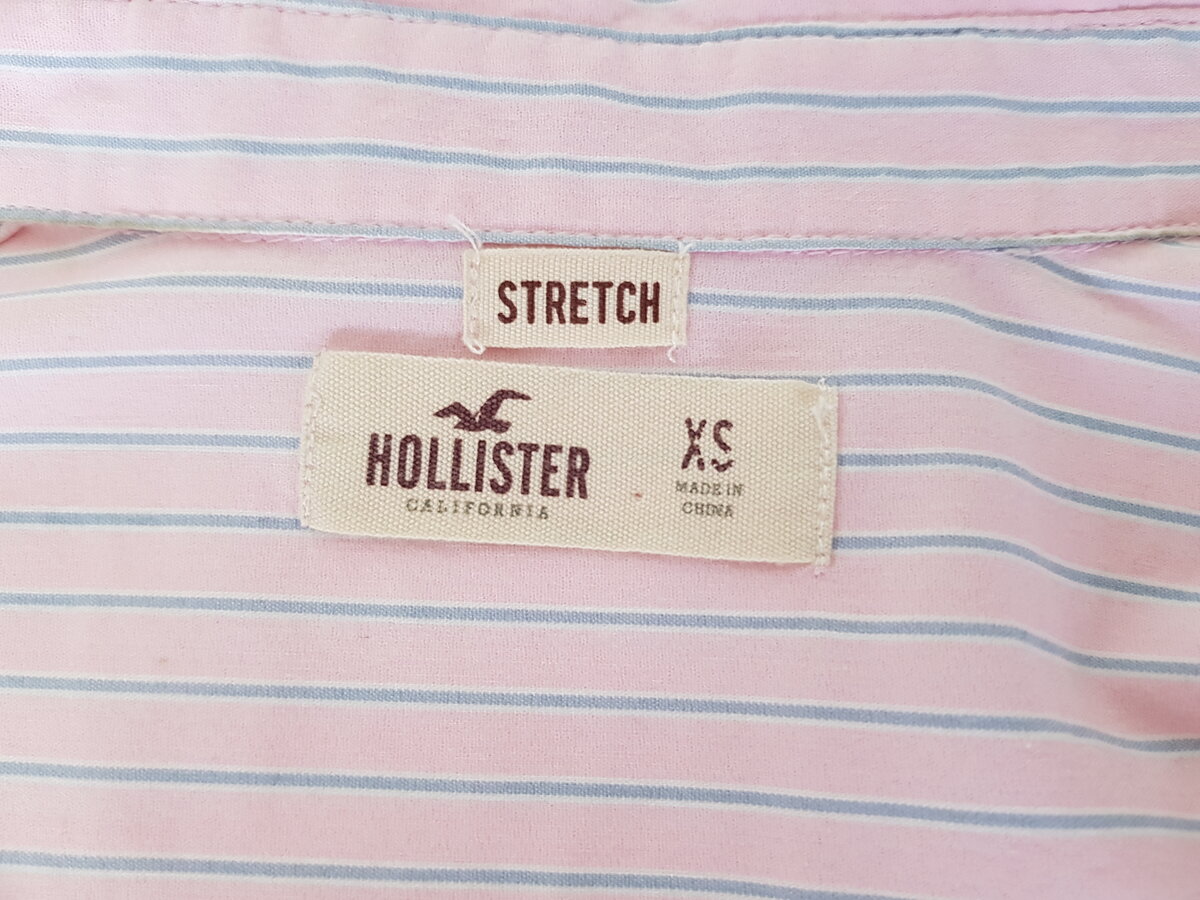 STRETCH
HOLLISTER
CALIFORNIA
XS
MADE IN
CHINA